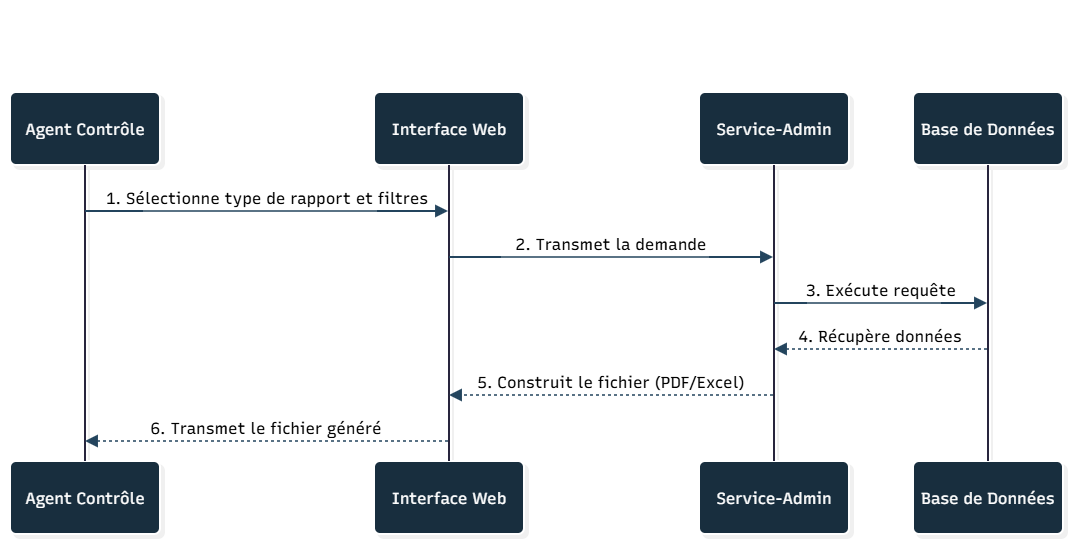 Agent Contrôle
Interface Web
Service-Admin
Base de Données
1. Sélectionne type de rapport et filtres
2. Transmet la demande
3. Exécute requête
4. Récupère données
5. Construit le fichier (PDF/Excel)
6. Transmet le fichier généré
Agent Contrôle
Interface Web
Service-Admin
Base de Données